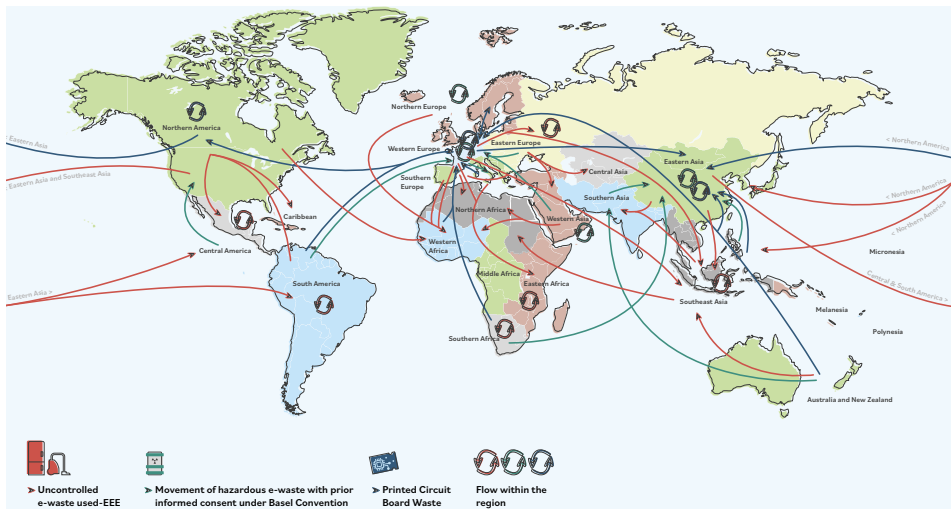 Northern Europe
Northern America
< Eastern Asia
Western Europe
Eastern Europe
< Northern America
Eastern Asia
Eastern Asia and Southeast Asia
Southern
Europe
Central Asia
< Northern America
Southern Asia
Caribbean
Northern Africa
Western Asia
< Northern America
Central America
Western
Africa
Micronesia
Middle Africa
South America
Eastern Africa
Central & South America >
Eastern Asia >
Southeast Asia
Melanesia
Polynesia
Southern Africa
Australia and New Zealand
Uncontrolled
e-waste used-EEE
Movement of hazardous e-waste with prior
informed consent under Basel Convention
Printed Circuit
Board Waste
Flow within the
region